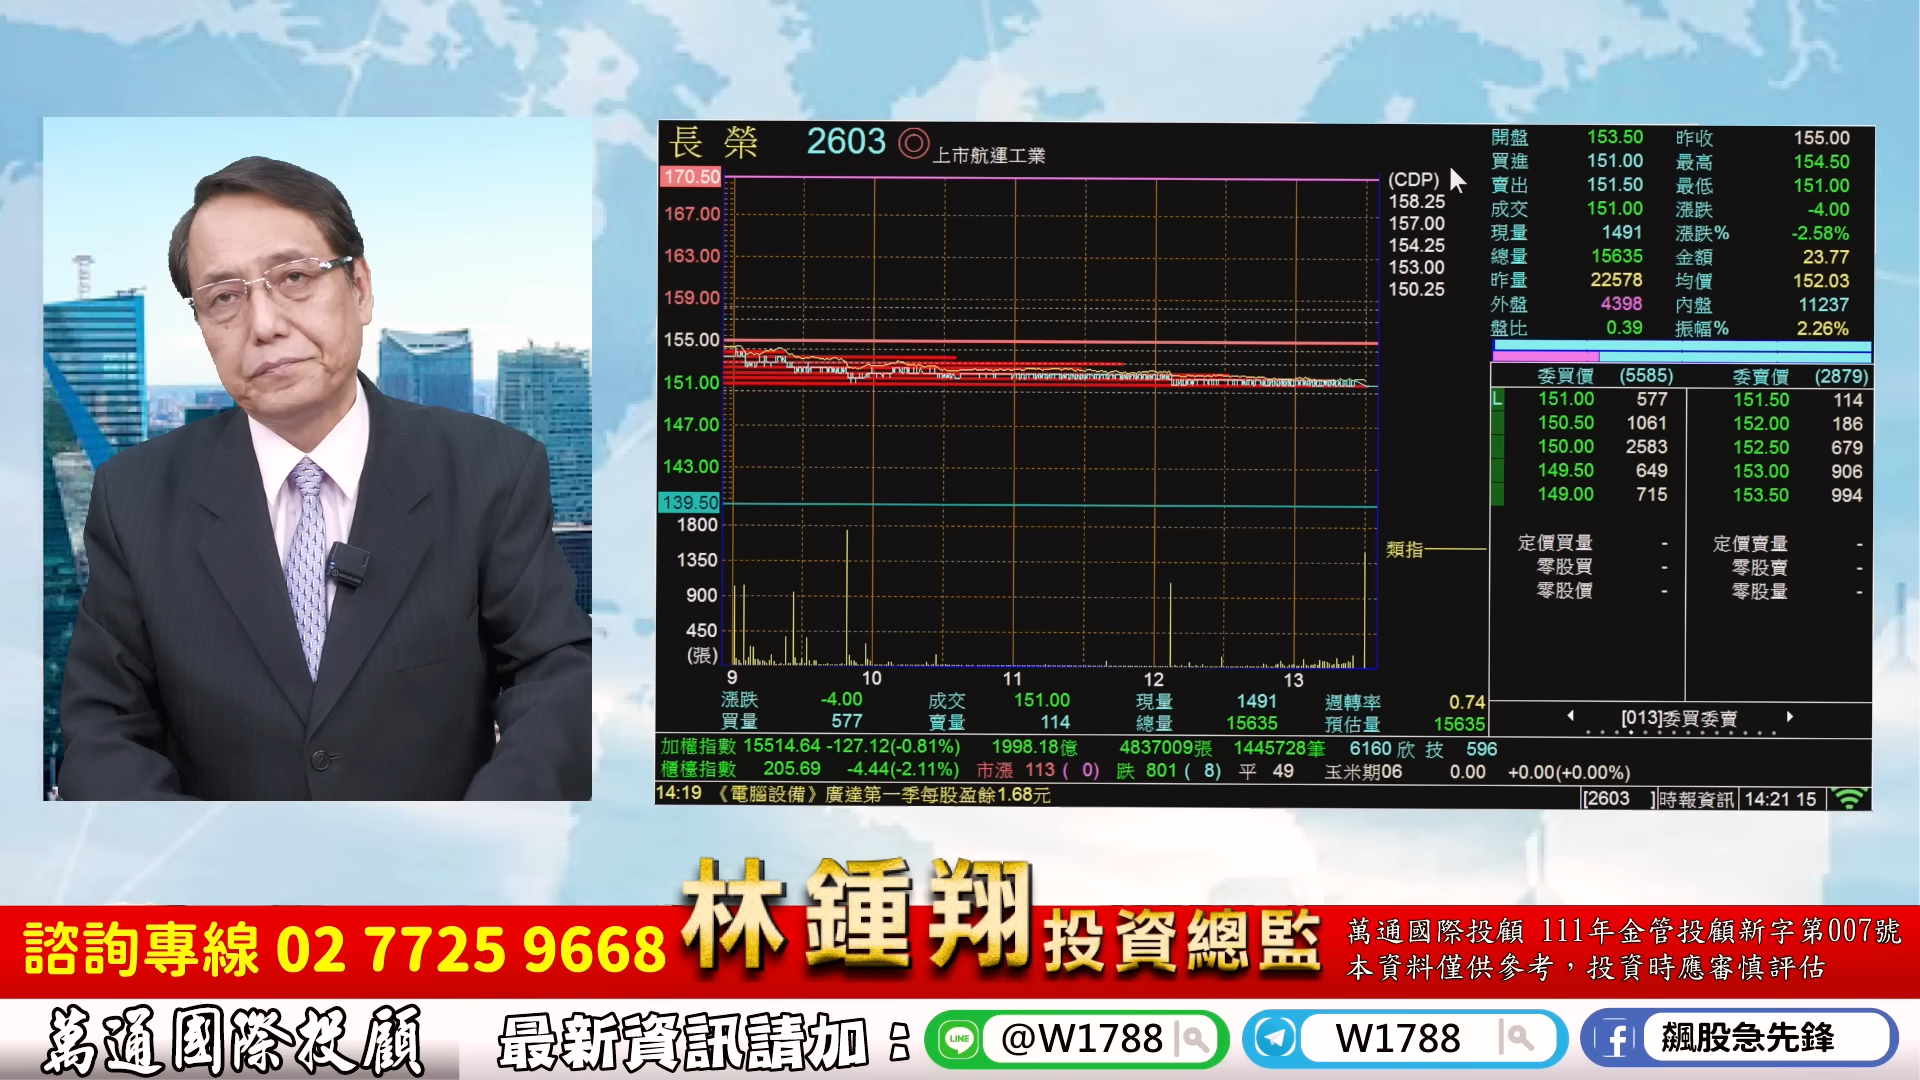 長榮 2603 ◎ 上市航運工業
170.50
167.00
163.00
159.00
155.00
151.00
147.00
143.00
139.50
1800
1350
900
450
(張)
9 10 11 12 13
(CDP)
158.25
157.00
154.25
153.00
150.25
類指
開盤 153.50 昨收 155.00
買進 151.00 最高 154.50
賣出 151.50 最低 151.00
成交 151.00 漲跌 -4.00
現量 1491 漲跌% -2.58%
總量 15635 金額 23.77
昨量 22578 均價 152.03
外盤 4398 內盤 11237
盤比 0.39 振幅% 2.26%
委買價 (5585) 委賣價 (2879)
L 151.00 577 151.50 114
150.50 1061 152.00 186
150.00 2583 152.50 679
149.50 649 153.00 906
149.00 715 153.50 994
定價買量 - 定價賣量 -
零股買 - 零股賣 -
零股價 - 零股量 -
[013]委買委賣
漲跌 -4.00 成交 151.00 現量 1491 週轉率 0.74
買量 577 賣量 114 總量 15635 預估量 15635
加權指數 15514.64 -127.12(-0.81%) 1998.18億 4837009張 1445728筆 6160 欣技 596
櫃檯指數 205.69 -4.44(-2.11%) 市漲 113 ( 0) 跌 801 ( 8) 平 49 玉米期06 0.00 +0.00(+0.00%)
14:19 《電腦設備》廣達第一季每股盈餘1.68元 [2603 ] 時報資訊 14:21 15
諮詢專線 02 7725 9668
林鍾翔 投資總監
萬通國際投顧 111年金管投顧新字第007號
本資料僅供參考，投資時應審慎評估
萬通國際投顧
最新資訊請加：
LINE @W1788
W1788
f 飆股急先鋒